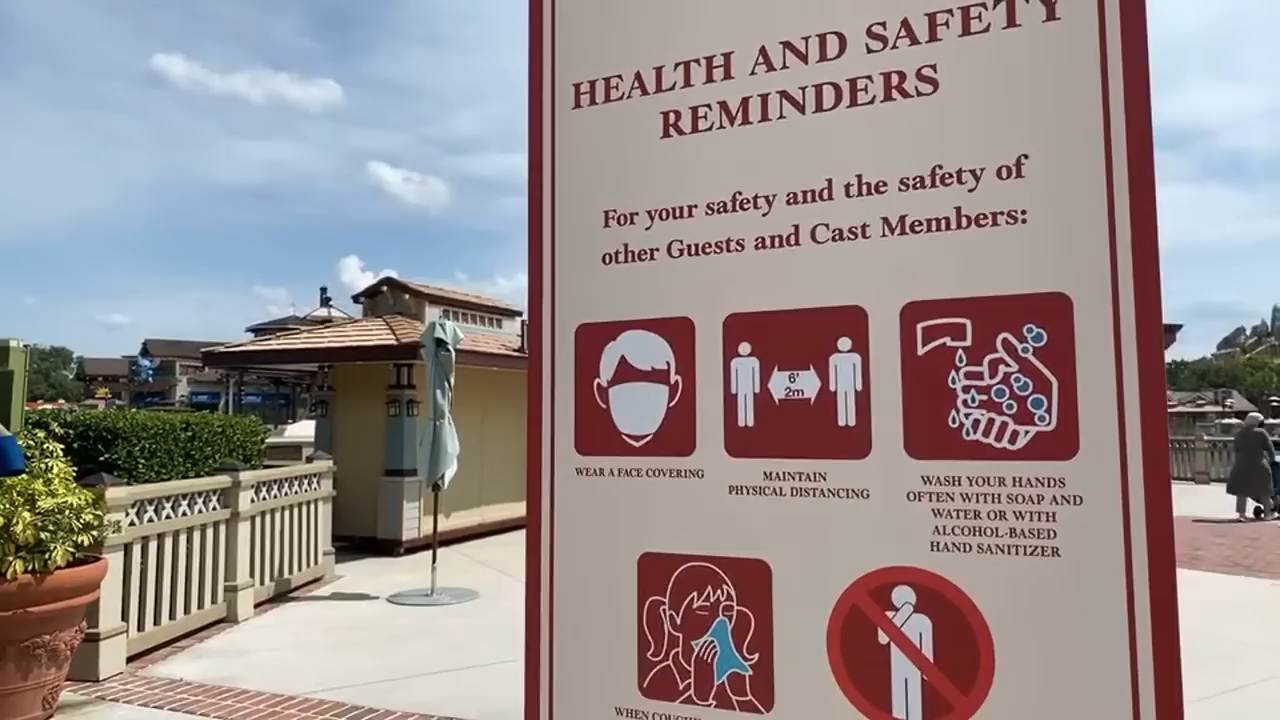 HEALTH AND SAFETY
REMINDERS
For your safety and the safety of
other Guests and Cast Members:
6'
2m
WEAR A FACE COVERING
MAINTAIN
PHYSICAL DISTANCING
WASH YOUR HANDS
OFTEN WITH SOAP AND
WATER OR WITH
ALCOHOL-BASED
HAND SANITIZER
WHEN